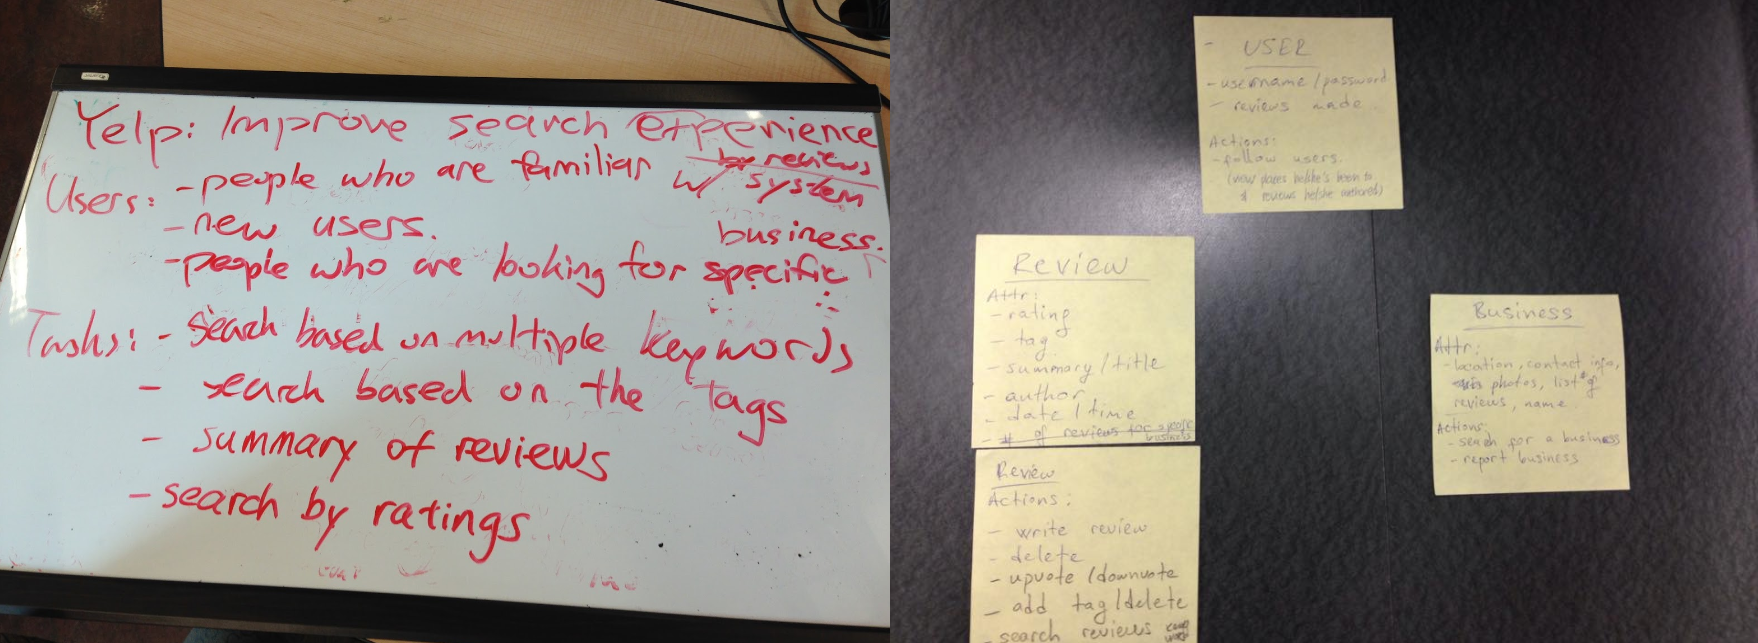 Yelp: Improve search experience
by reviews
Users: - people who are familiar w/ system
- new users.
business.
- people who are looking for specific
Tasks: - search based on multiple keywords
- search based on the tags
- summary of reviews
- search by ratings
- USER
- username/password
- reviews made
Actions:
- follow users.
(view places he/she's been to
& reviews he/she authored)
Review
Attr:
- rating
- tag
- summary/title
- author
- date/time
- # of reviews for a specific
business
Review
Actions:
- write review
- delete
- upvote/downvote
- add tag/delete
- search reviews
Business
Attr:
- location, contact info,
photos, list of
reviews, name
Actions:
- search for a business
- report business